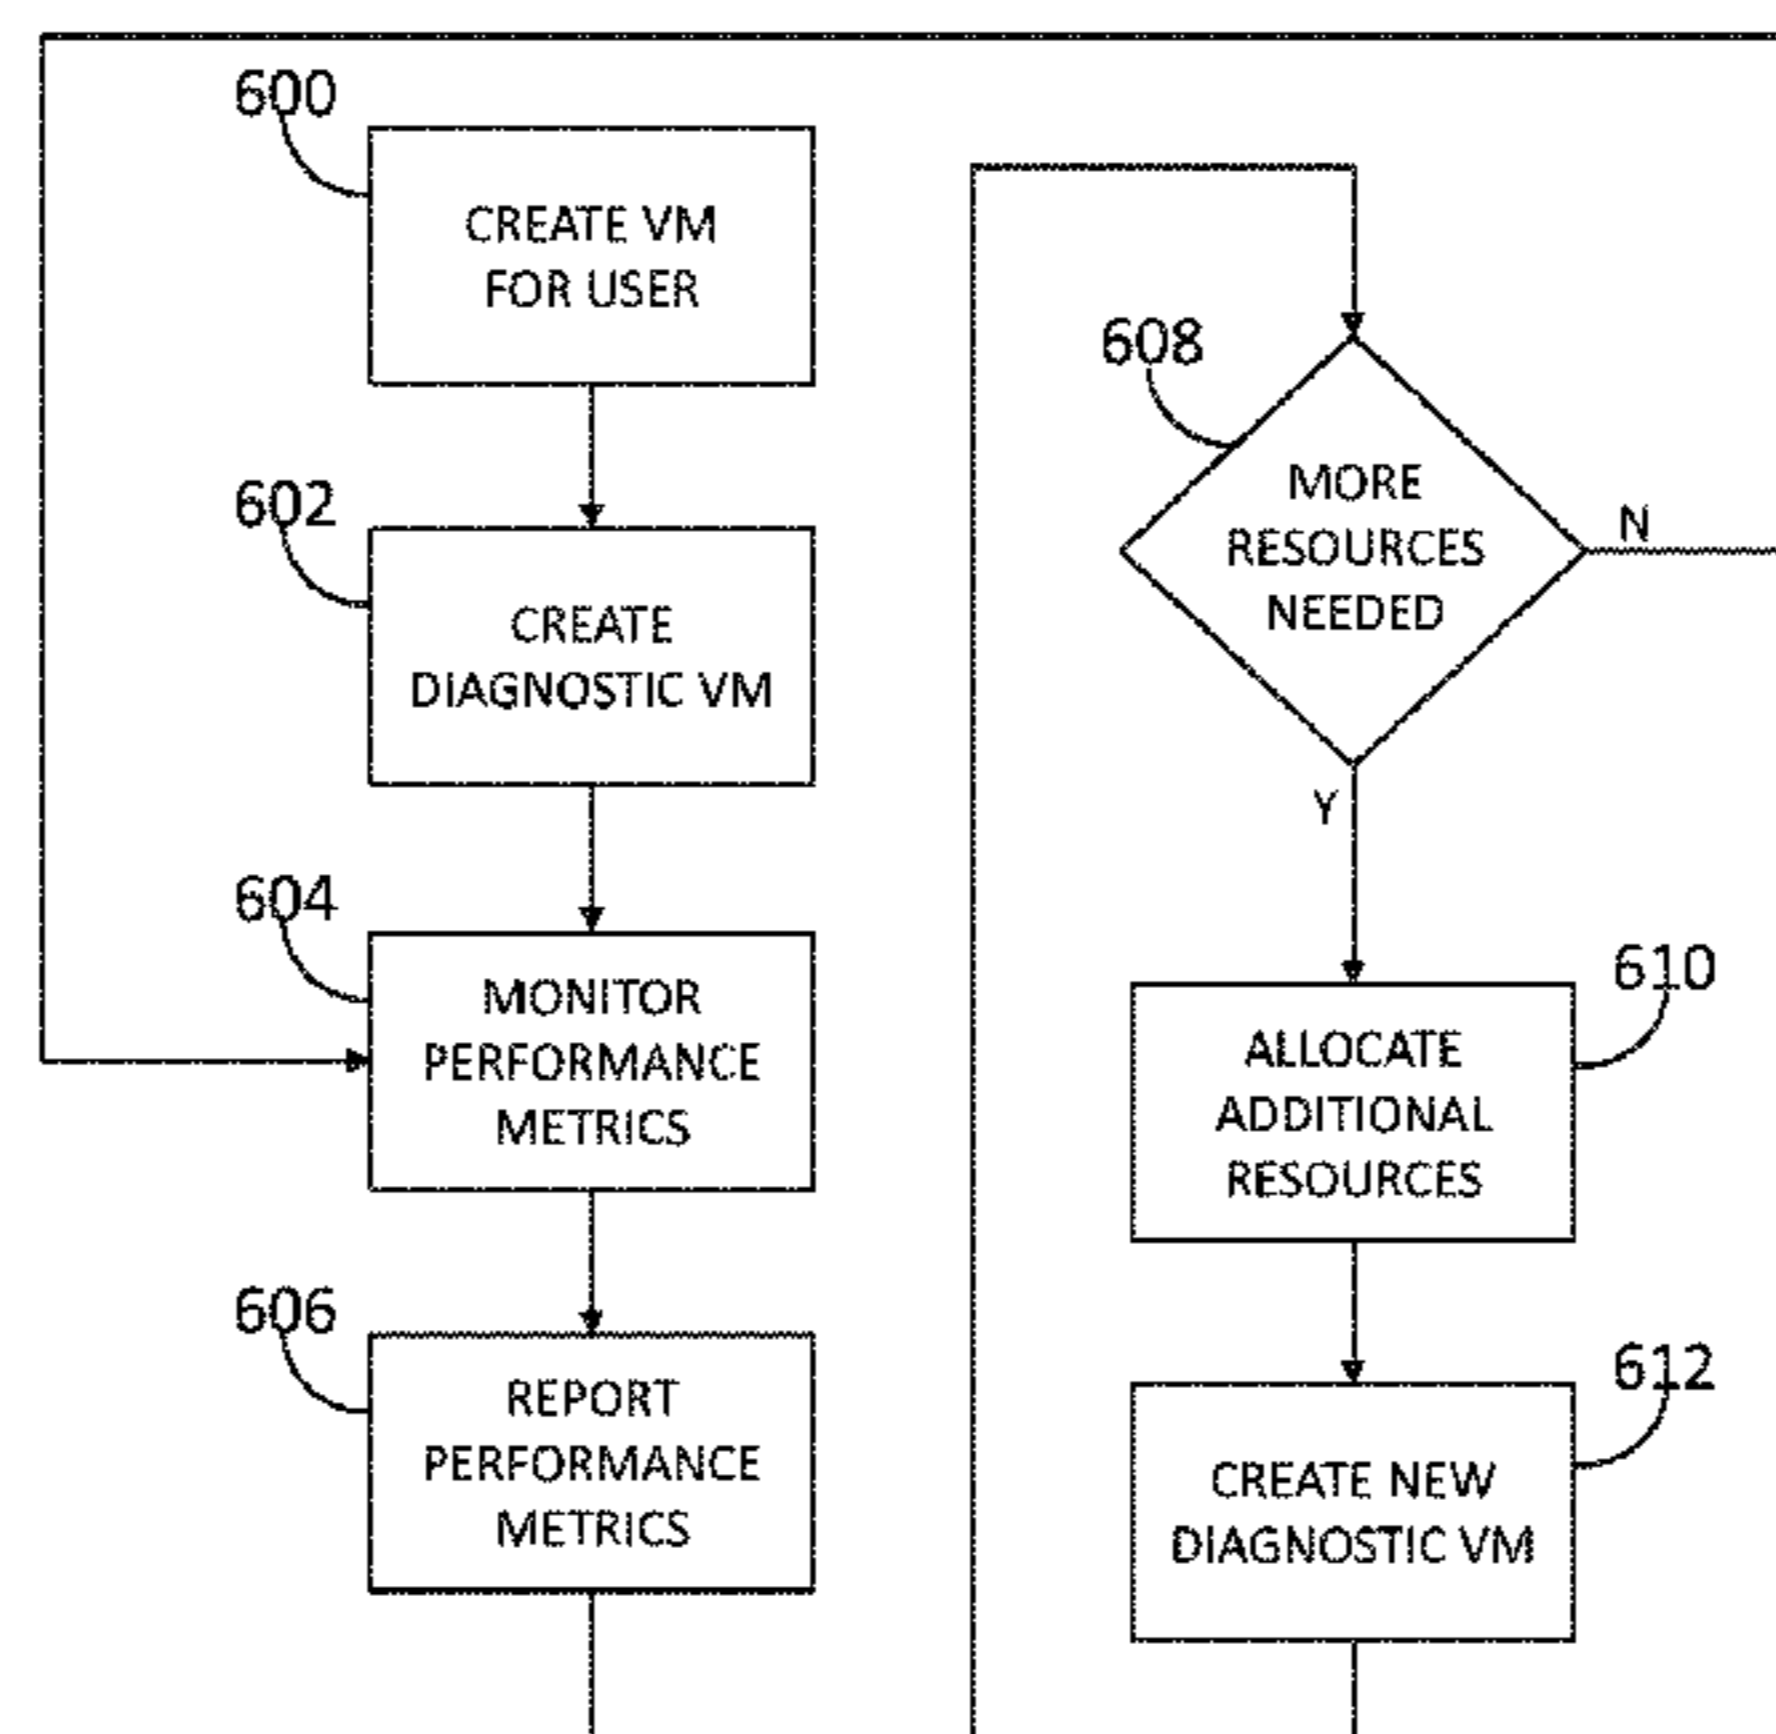 600
CREATE VM
FOR USER
602
CREATE
DIAGNOSTIC VM
604
MONITOR
PERFORMANCE
METRICS
606
REPORT
PERFORMANCE
METRICS
608
MORE
RESOURCES
NEEDED
N
Y
610
ALLOCATE
ADDITIONAL
RESOURCES
612
CREATE NEW
DIAGNOSTIC VM